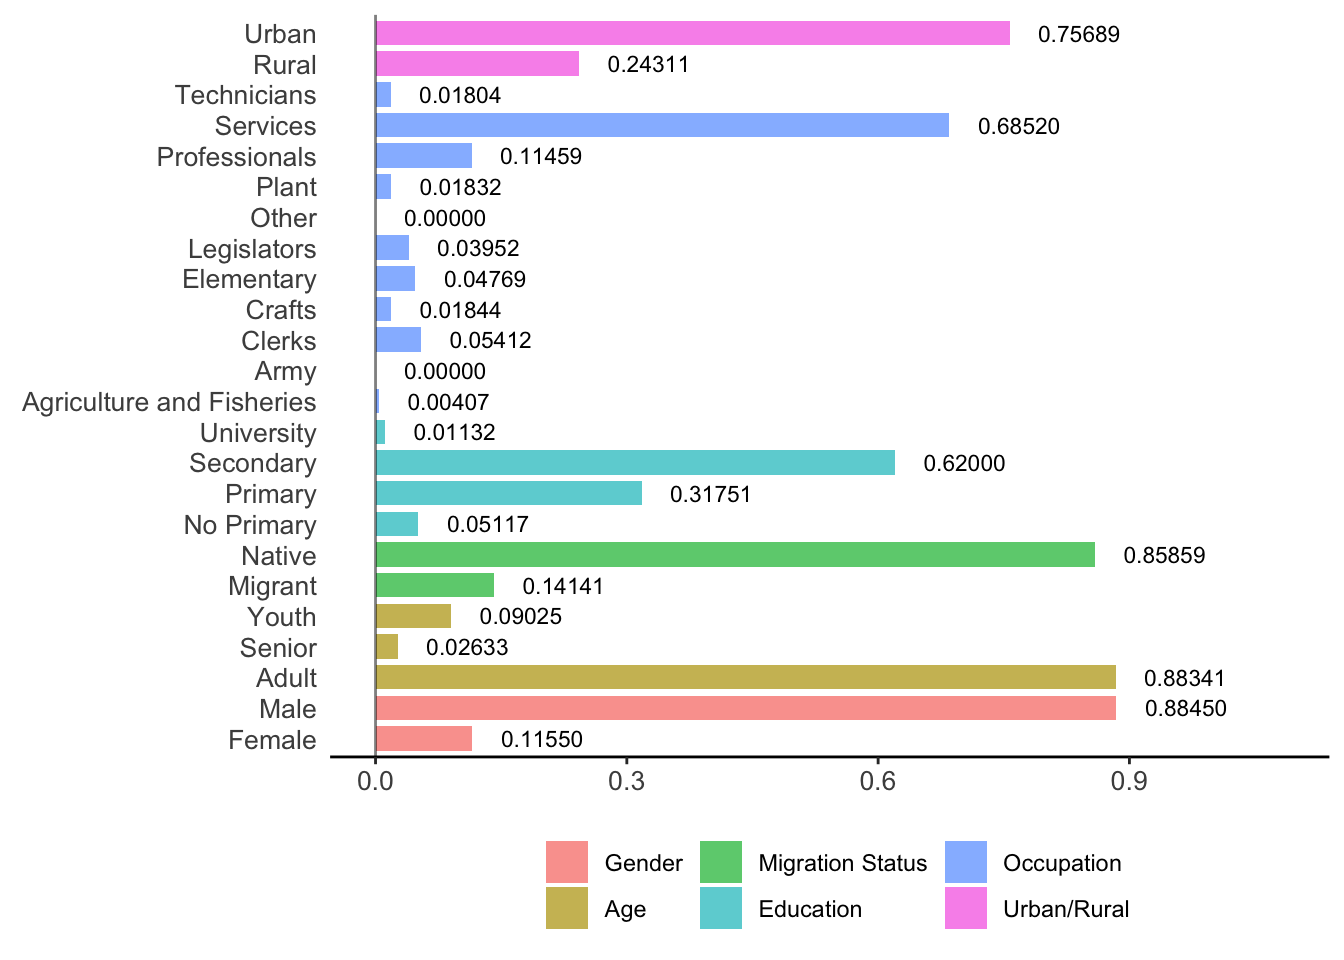 Urban 0.75689
Rural 0.24311
Technicians 0.01804
Services 0.68520
Professionals 0.11459
Plant 0.01832
Other 0.00000
Legislators 0.03952
Elementary 0.04769
Crafts 0.01844
Clerks 0.05412
Army 0.00000
Agriculture and Fisheries 0.00407
University 0.01132
Secondary 0.62000
Primary 0.31751
No Primary 0.05117
Native 0.85859
Migrant 0.14141
Youth 0.09025
Senior 0.02633
Adult 0.88341
Male 0.88450
Female 0.11550
0.0 0.3 0.6 0.9
Gender Migration Status Occupation
Age Education Urban/Rural